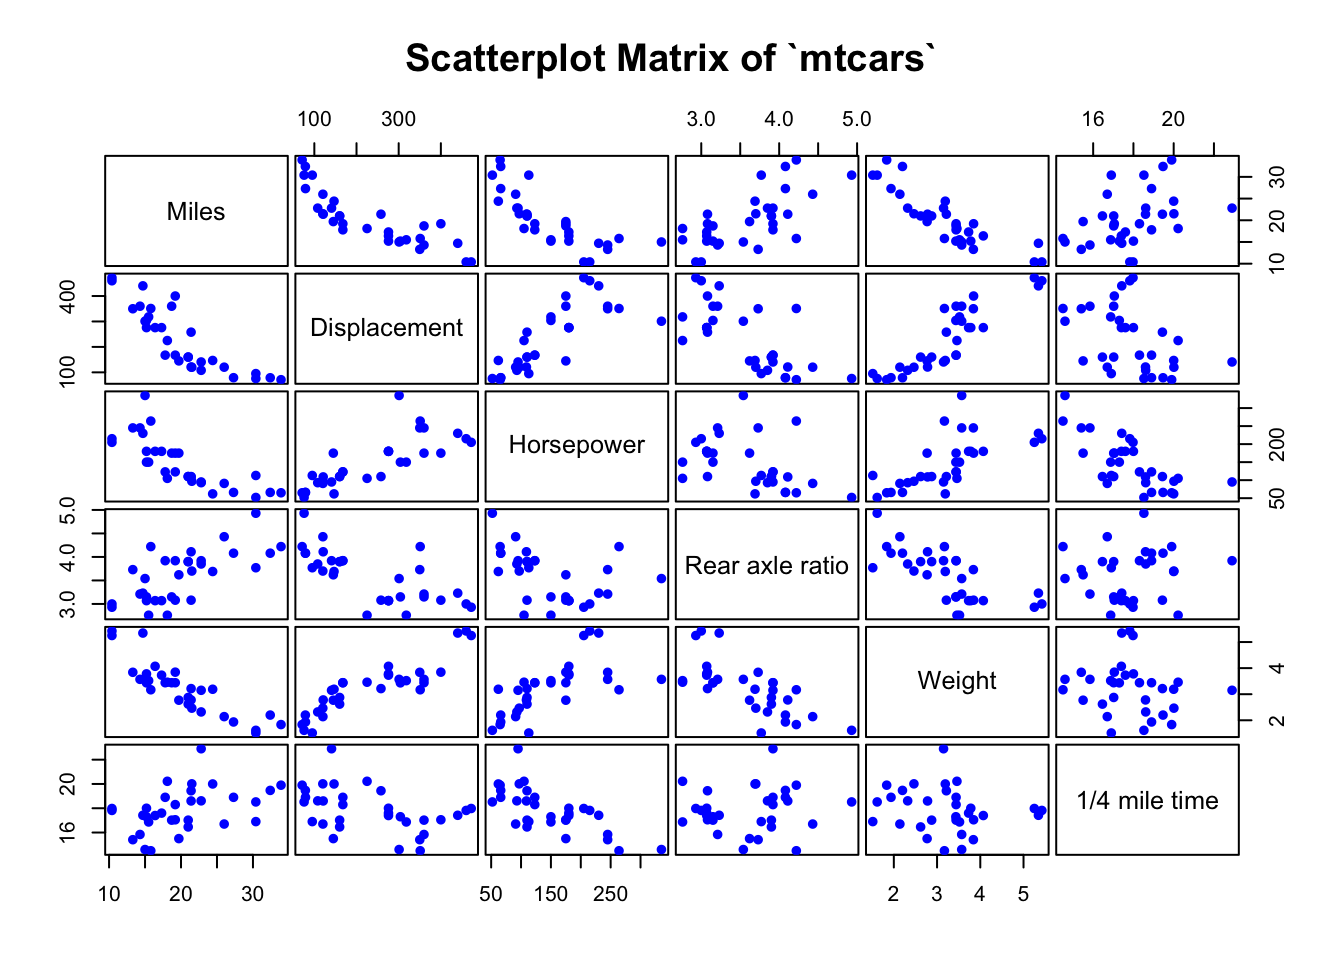 Scatterplot Matrix of `mtcars`
100 300 3.0 4.0 5.0 16 20
Miles
10 20 30
100 400
Displacement
Horsepower
50 200
3.0 4.0 5.0
Rear axle ratio
Weight
2 4
16 20
1/4 mile time
10 20 30 50 150 250 2 3 4 5